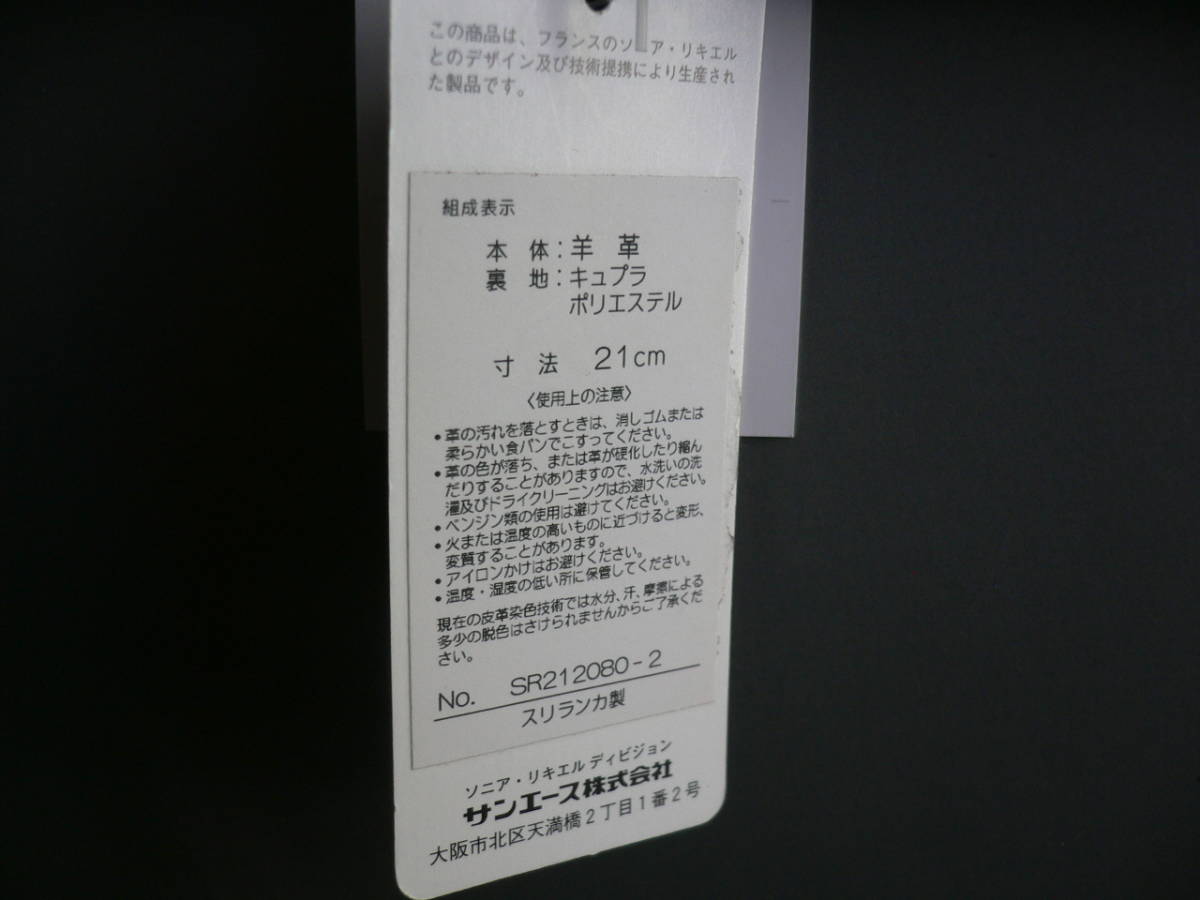 この商品は、フランスのソニア・リキエル
とのデザイン及び技術提携により生産され
た製品です。
組成表示
本 体：羊 革
裏 地：キュプラ
ポリエステル
寸 法 21cm
〈使用上の注意〉
•革の汚れを落とすときは、消しゴムまたは
柔らかい食パンでこすってください。
•革の色が落ち、または革が硬化したり縮ん
だりすることがありますので、水洗いの洗
濯及びドライクリーニングはお避けください。
•ベンジン類の使用は避けてください。
•火または温度の高いものに近づけると変形、
変質することがあります。
•アイロンかけはお避けください。
•温度・湿度の低い所に保管してください。
現在の皮革染色技術では水分、汗、摩擦による
多少の脱色はさけられませんからご了承くだ
さい。
No. SR212080-2
スリランカ製
ソニア・リキエル ディビジョン
サンエース株式会社
大阪市北区天満橋2丁目1番2号